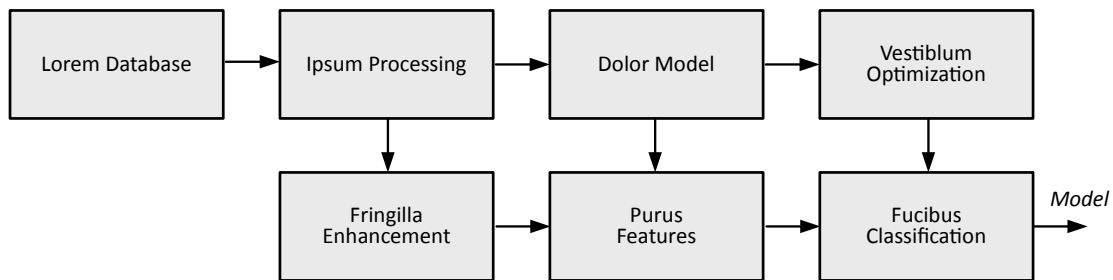 Lorem Database
Ipsum Processing
Dolor Model
Vestiblum
Optimization
Fringilla
Enhancement
Purus
Features
Fucibus
Classification
Model